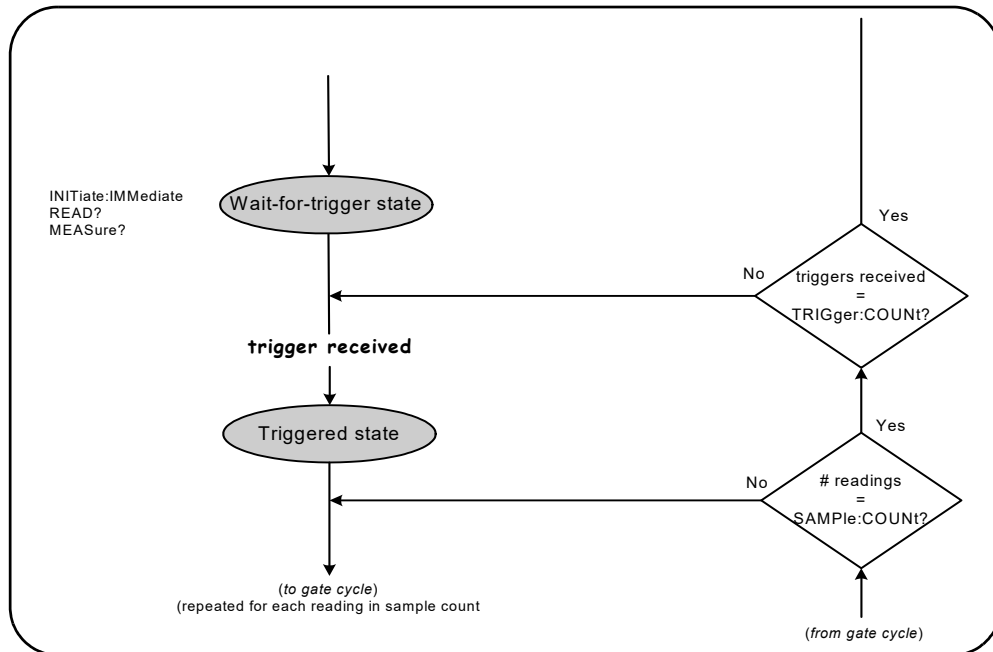 INITiate:IMMediate
READ?
MEASure?
Wait-for-trigger state
Yes
No
triggers received
=
TRIGger:COUNt?
trigger received
Triggered state
Yes
No
# readings
=
SAMPle:COUNt?
(to gate cycle)
(repeated for each reading in sample count
(from gate cycle)